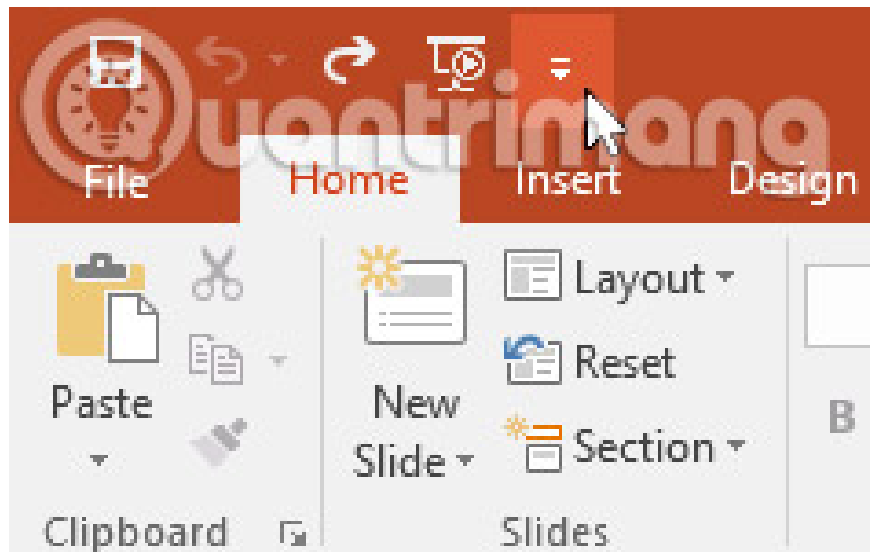 Quantrimang
File Home Insert Design
Layout
Reset
Paste New B
Slide Section
Clipboard Slides